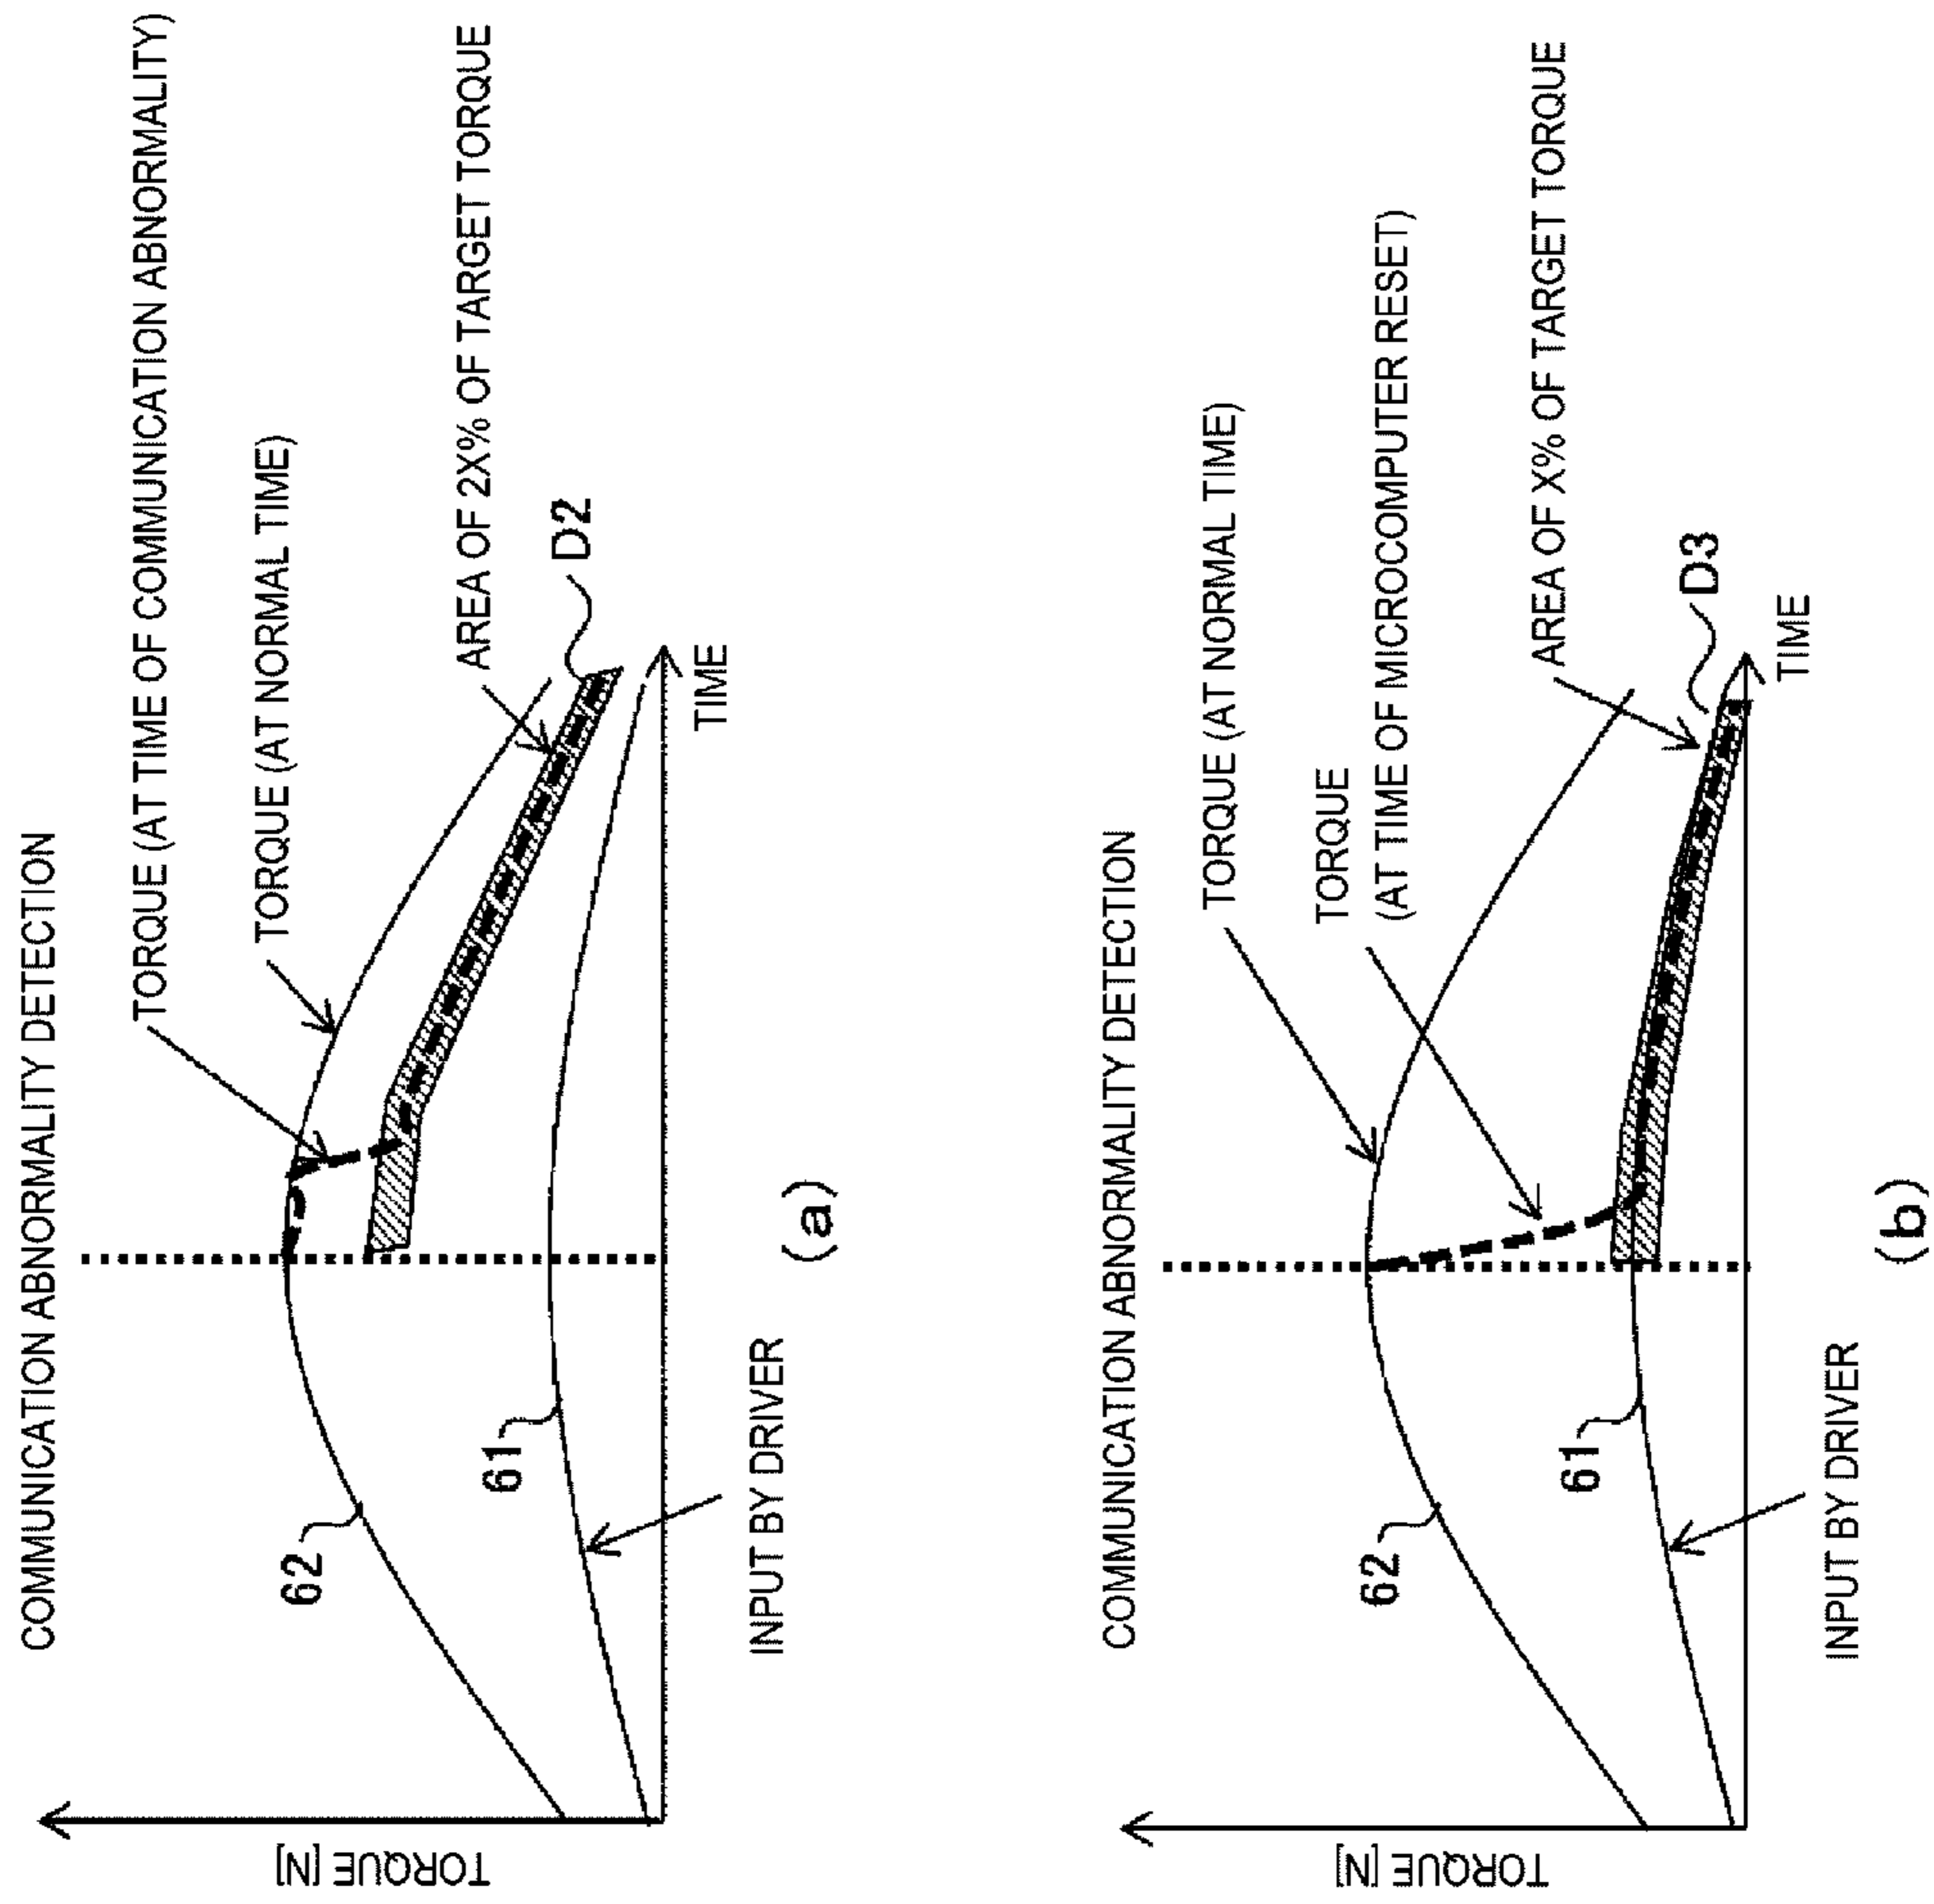 COMMUNICATION ABNORMALITY DETECTION
TORQUE (AT TIME OF COMMUNICATION ABNORMALITY)
TORQUE (AT NORMAL TIME)
AREA OF 2X% OF TARGET TORQUE
D2
62
61
TORQUE [N]
TIME
INPUT BY DRIVER
(a)
COMMUNICATION ABNORMALITY DETECTION
TORQUE (AT NORMAL TIME)
TORQUE
(AT TIME OF MICROCOMPUTER RESET)
AREA OF X% OF TARGET TORQUE
D3
62
61
TORQUE [N]
TIME
INPUT BY DRIVER
(b)